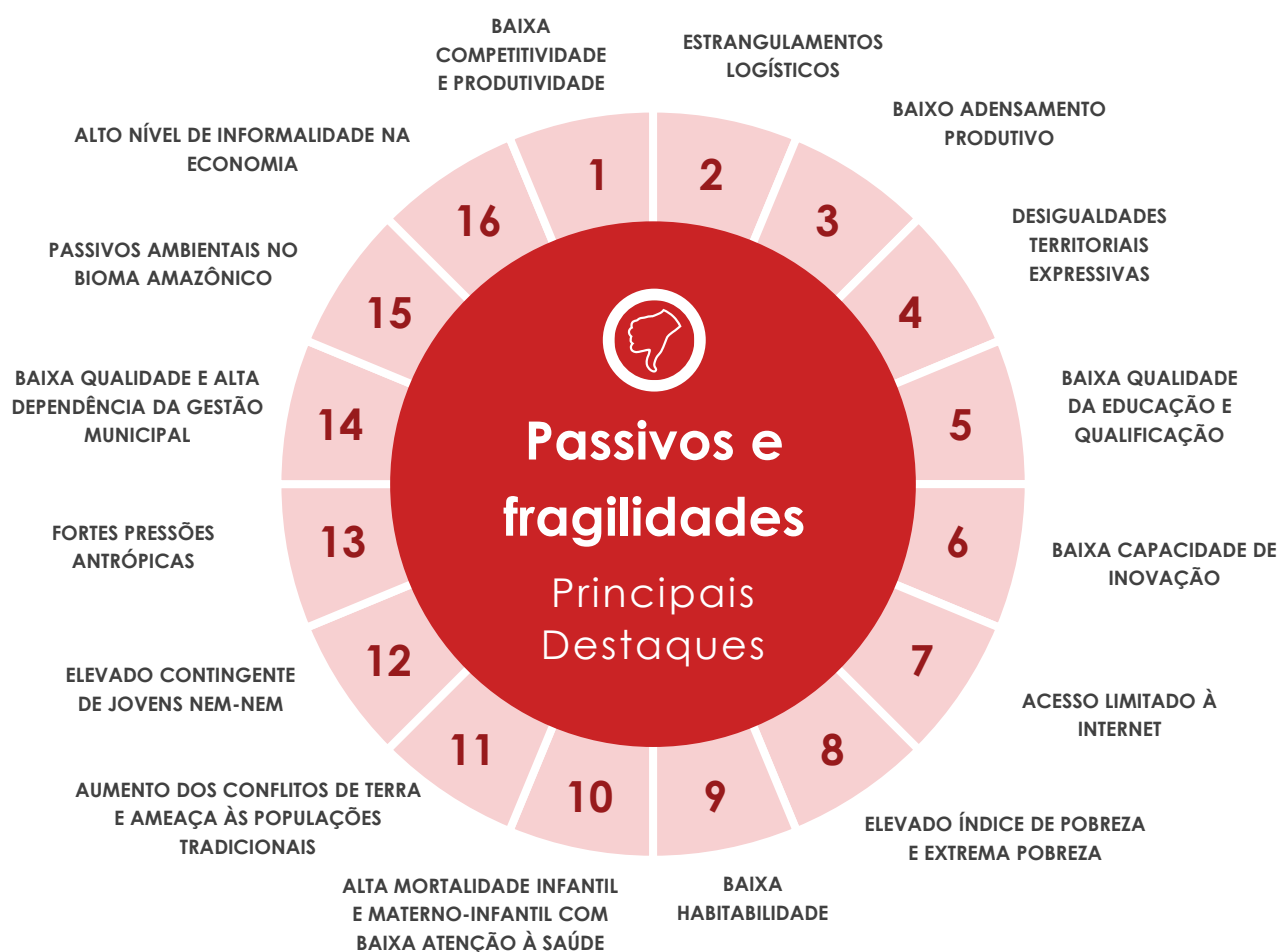 BAIXA
COMPETITIVIDADE
E PRODUTIVIDADE
1
ESTRANGULAMENTOS
LOGÍSTICOS
2
BAIXO ADENSAMENTO
PRODUTIVO
3
DESIGUALDADES
TERRITORIAIS
EXPRESSIVAS
4
BAIXA QUALIDADE
DA EDUCAÇÃO E
QUALIFICAÇÃO
5
BAIXA CAPACIDADE DE
INOVAÇÃO
6
ACESSO LIMITADO À
INTERNET
7
ELEVADO ÍNDICE DE POBREZA
E EXTREMA POBREZA
8
BAIXA
HABITABILIDADE
9
ALTA MORTALIDADE INFANTIL
E MATERNO-INFANTIL COM
BAIXA ATENÇÃO À SAÚDE
10
AUMENTO DOS CONFLITOS DE TERRA
E AMEAÇA ÀS POPULAÇÕES
TRADICIONAIS
11
ELEVADO CONTINGENTE
DE JOVENS NEM-NEM
12
FORTES PRESSÕES
ANTRÓPICAS
13
BAIXA QUALIDADE E ALTA
DEPENDÊNCIA DA GESTÃO
MUNICIPAL
14
PASSIVOS AMBIENTAIS NO
BIOMA AMAZÔNICO
15
ALTO NÍVEL DE INFORMALIDADE NA
ECONOMIA
16
Passivos e
fragilidades
Principais
Destaques